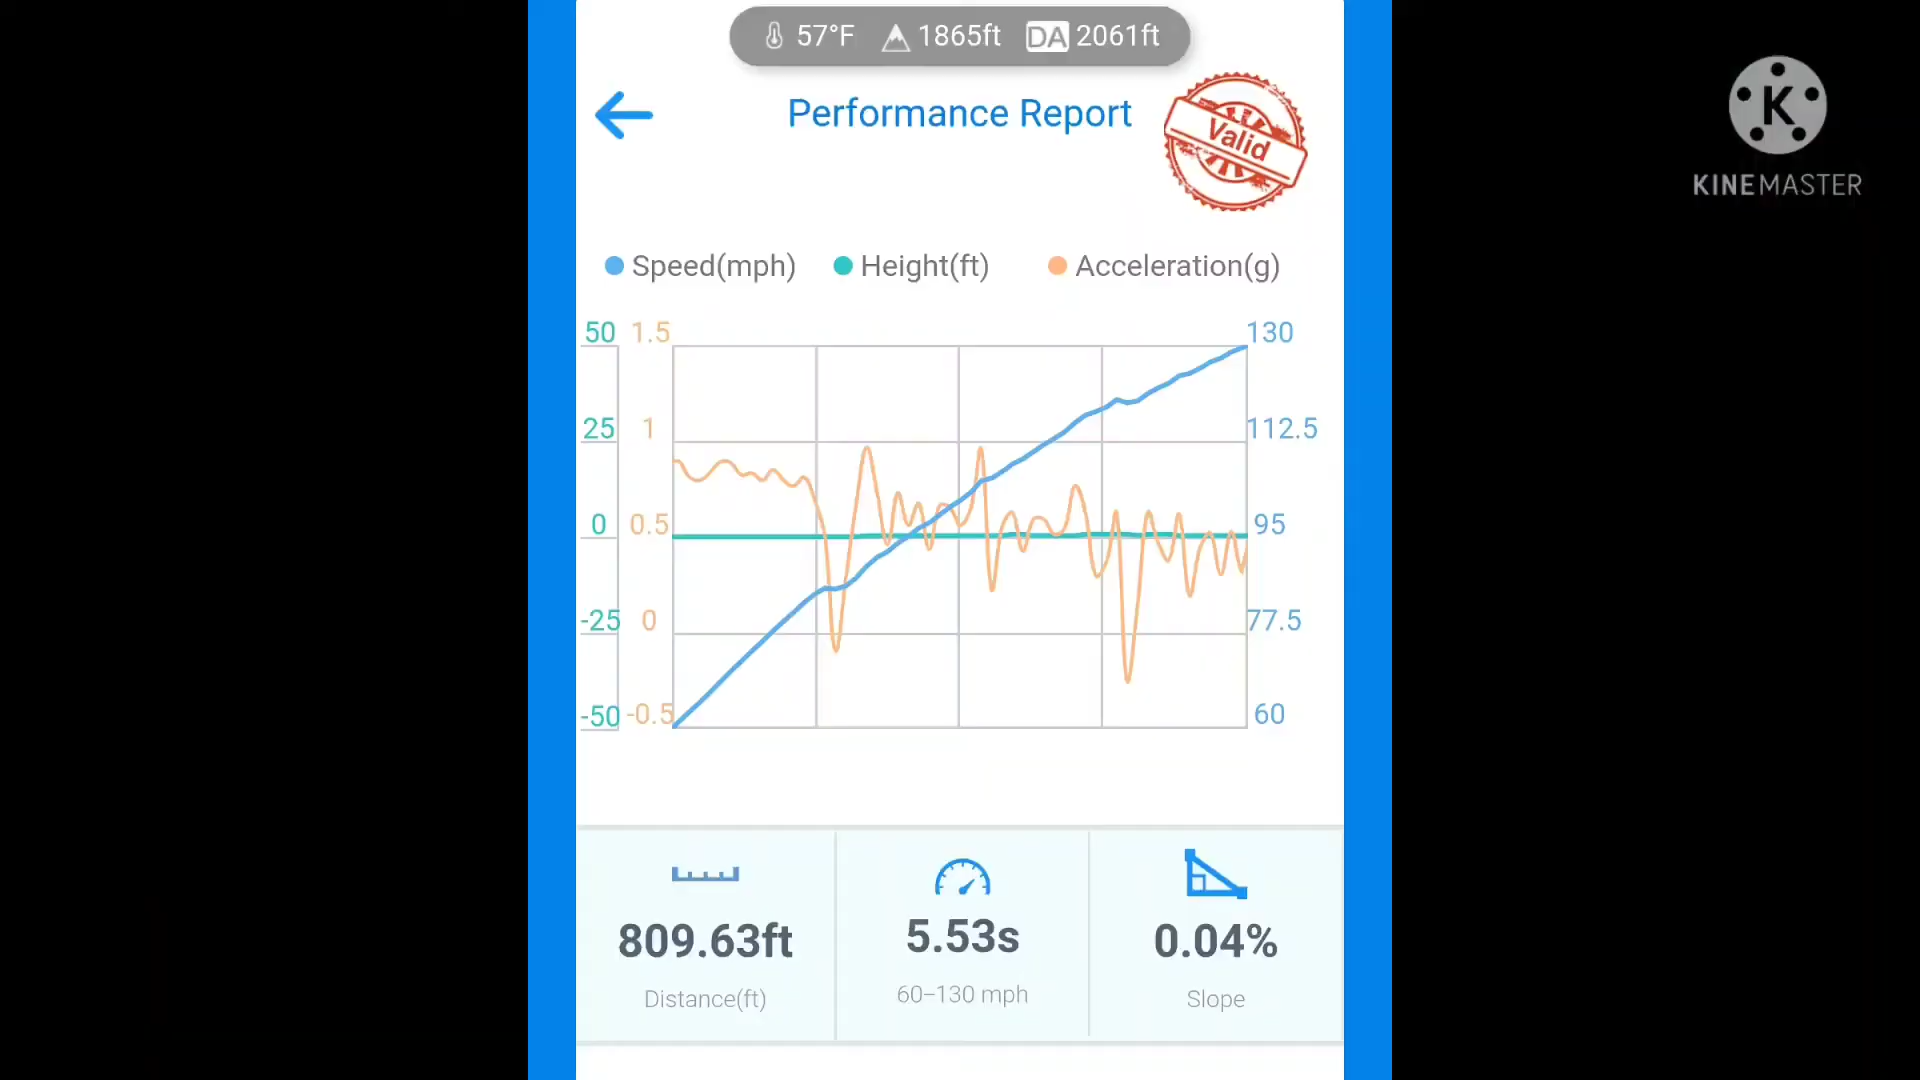 57°F 1865ft DA 2061ft
Performance Report
Valid
K
KINEMASTER
Speed(mph) Height(ft) Acceleration(g)
50 1.5 130
25 1 112.5
0 0.5 95
-25 0 77.5
-50 -0.5 60
809.63ft 5.53s 0.04%
Distance(ft) 60–130 mph Slope